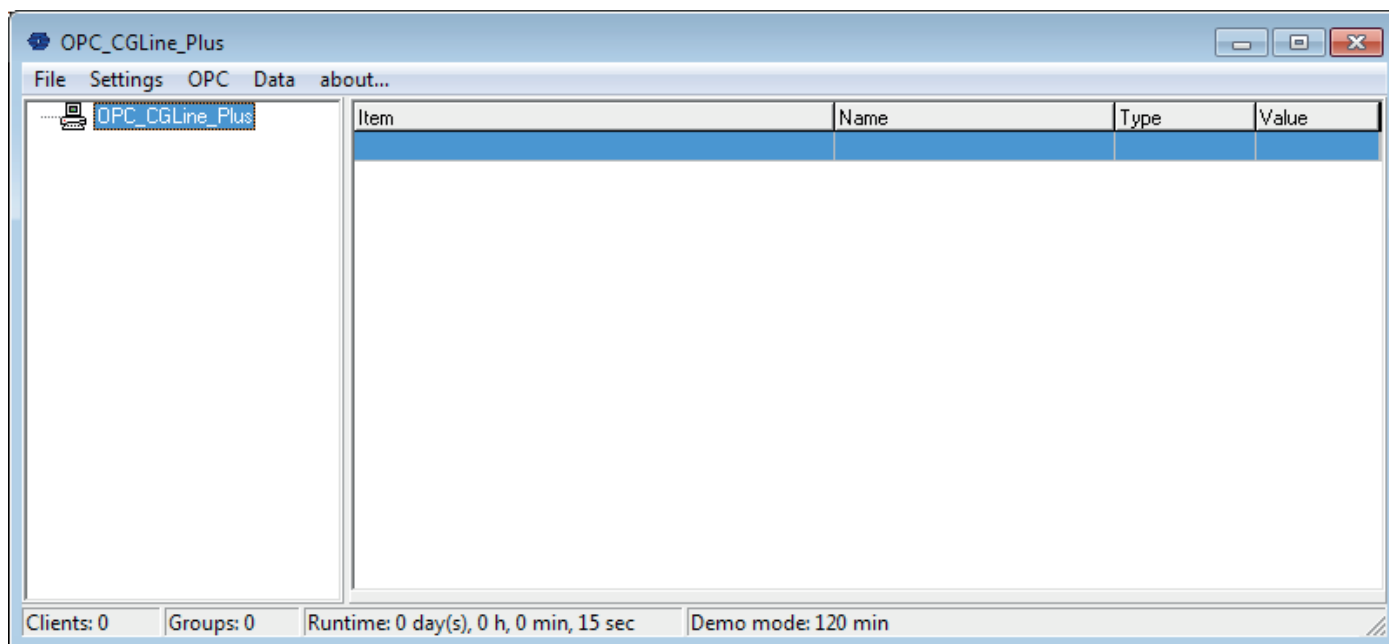 OPC_CGLine_Plus
File Settings OPC Data about...
OPC_CGLine_Plus
Item Name Type Value
Clients: 0 Groups: 0 Runtime: 0 day(s), 0 h, 0 min, 15 sec Demo mode: 120 min